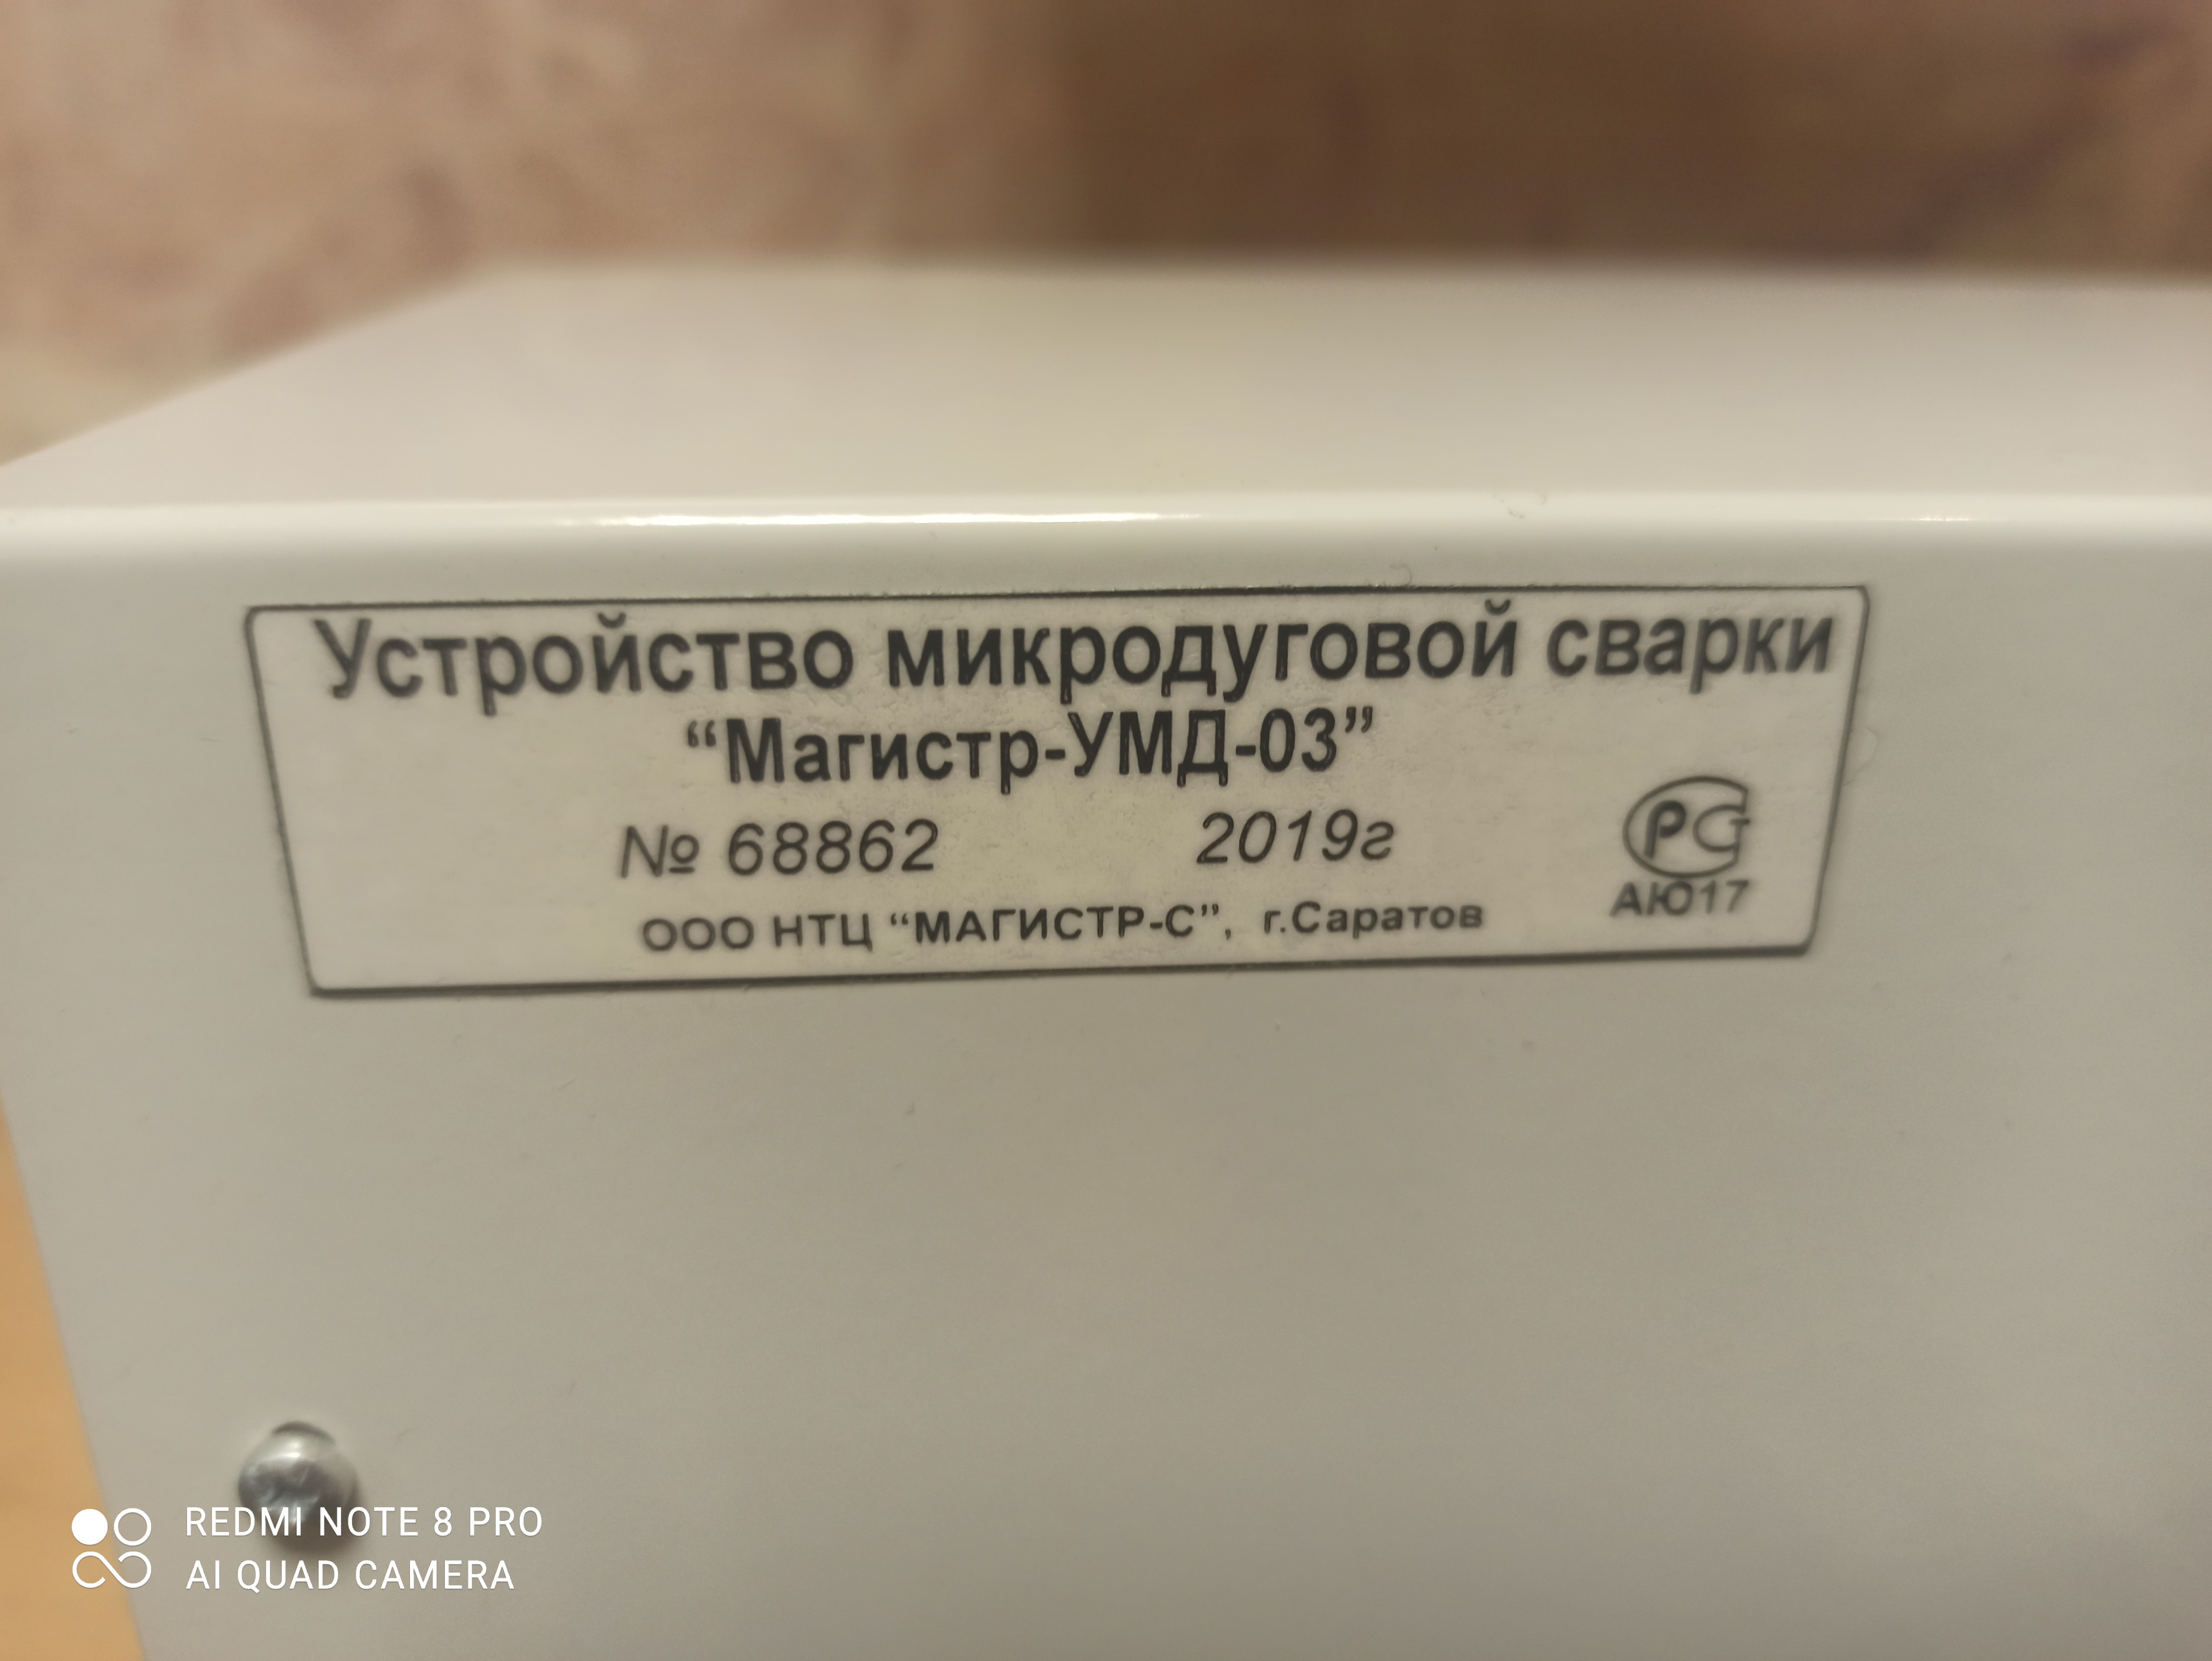 Устройство микродуговой сварки
“Магистр-УМД-03”
№ 68862 2019г
РС
АЮ17
ООО НТЦ “МАГИСТР-С”, г.Саратов
REDMI NOTE 8 PRO
AI QUAD CAMERA